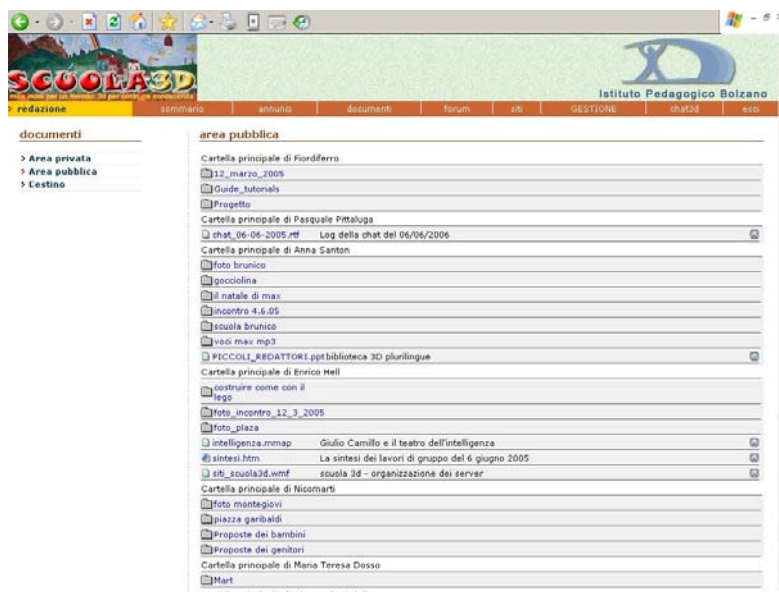 SCUOLA3D
Istituto Pedagogico Bolzano
redazione
sommario
annunci
documenti
forum
siti
GESTIONE
chat3d
esci
documenti
Area privata
Area pubblica
Cestino
area pubblica
Cartella principale di Fiordiferro
12_marzo_2005
Guide_tutorials
Progetto
Cartella principale di Pasquale Pittaluga
chat_06-06-2005.rtf Log della chat del 06/06/2006
Cartella principale di Anna Santon
foto brunico
gocciolina
il natale di max
incontro 4.6.05
scuola brunico
voci max mp3
PICCOLI_REDATTORI.ppt biblioteca 3D plurilingue
Cartella principale di Enrico Hell
costruire come con il
lego
foto_incontro_12_3_2005
foto_plaza
intelligenza.mmap Giulio Camillo e il teatro dell'intelligenza
sintesi.htm La sintesi dei lavori di gruppo del 6 giugno 2005
siti_scuola3d.wmf scuola 3d - organizzazione dei server
Cartella principale di Nicomarti
foto montegiovi
piazza garibaldi
Proposte dei bambini
Proposte dei genitori
Cartella principale di Maria Teresa Dosso
Mart